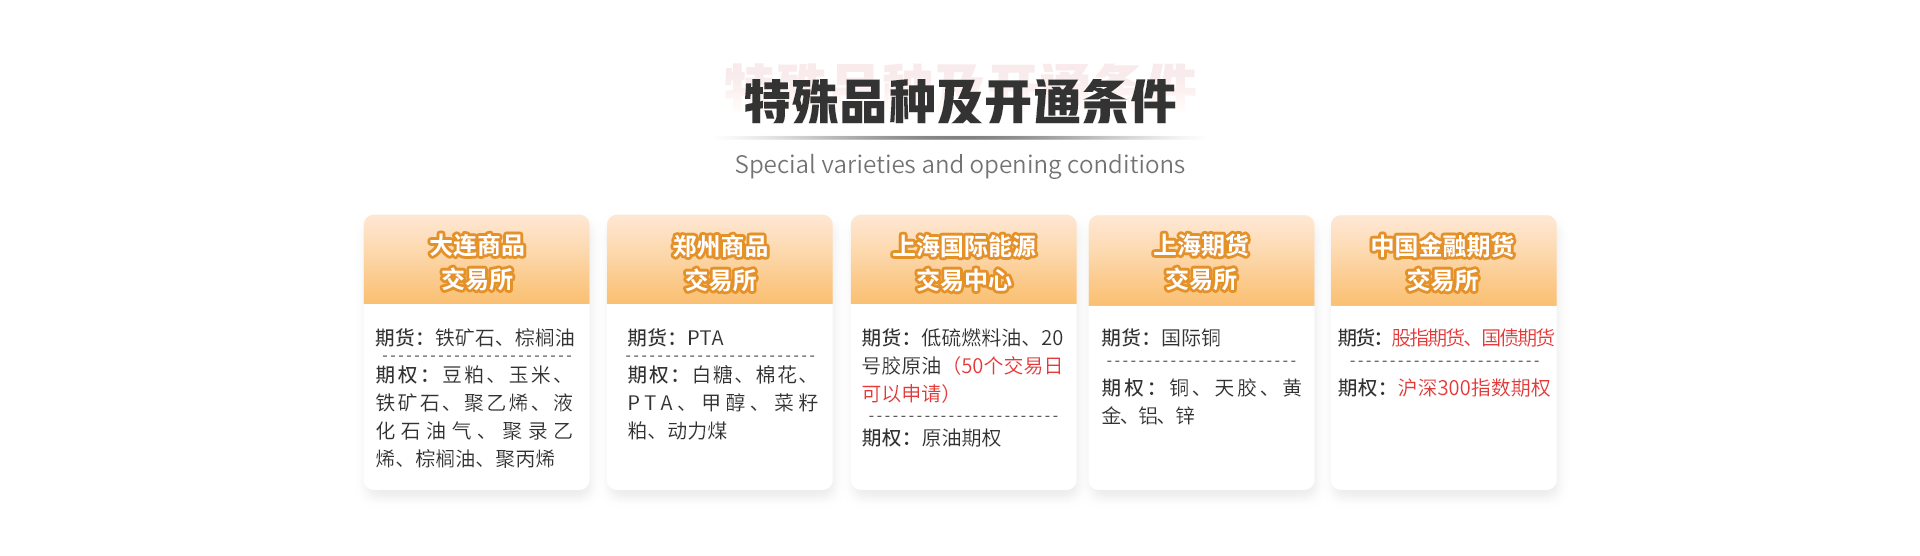 特殊品种及开通条件
Special varieties and opening conditions
大连商品
交易所
期货：铁矿石、棕榈油
期权：豆粕、玉米、
铁矿石、聚乙烯、液
化石油气、聚录乙
烯、棕榈油、聚丙烯
郑州商品
交易所
期货：PTA
期权：白糖、棉花、
PTA、甲醇、菜籽
粕、动力煤
上海国际能源
交易中心
期货：低硫燃料油、20
号胶原油（50个交易日
可以申请）
期权：原油期权
上海期货
交易所
期货：国际铜
期权：铜、天胶、黄
金、铝、锌
中国金融期货
交易所
期货：股指期货、国债期货
期权：沪深300指数期权